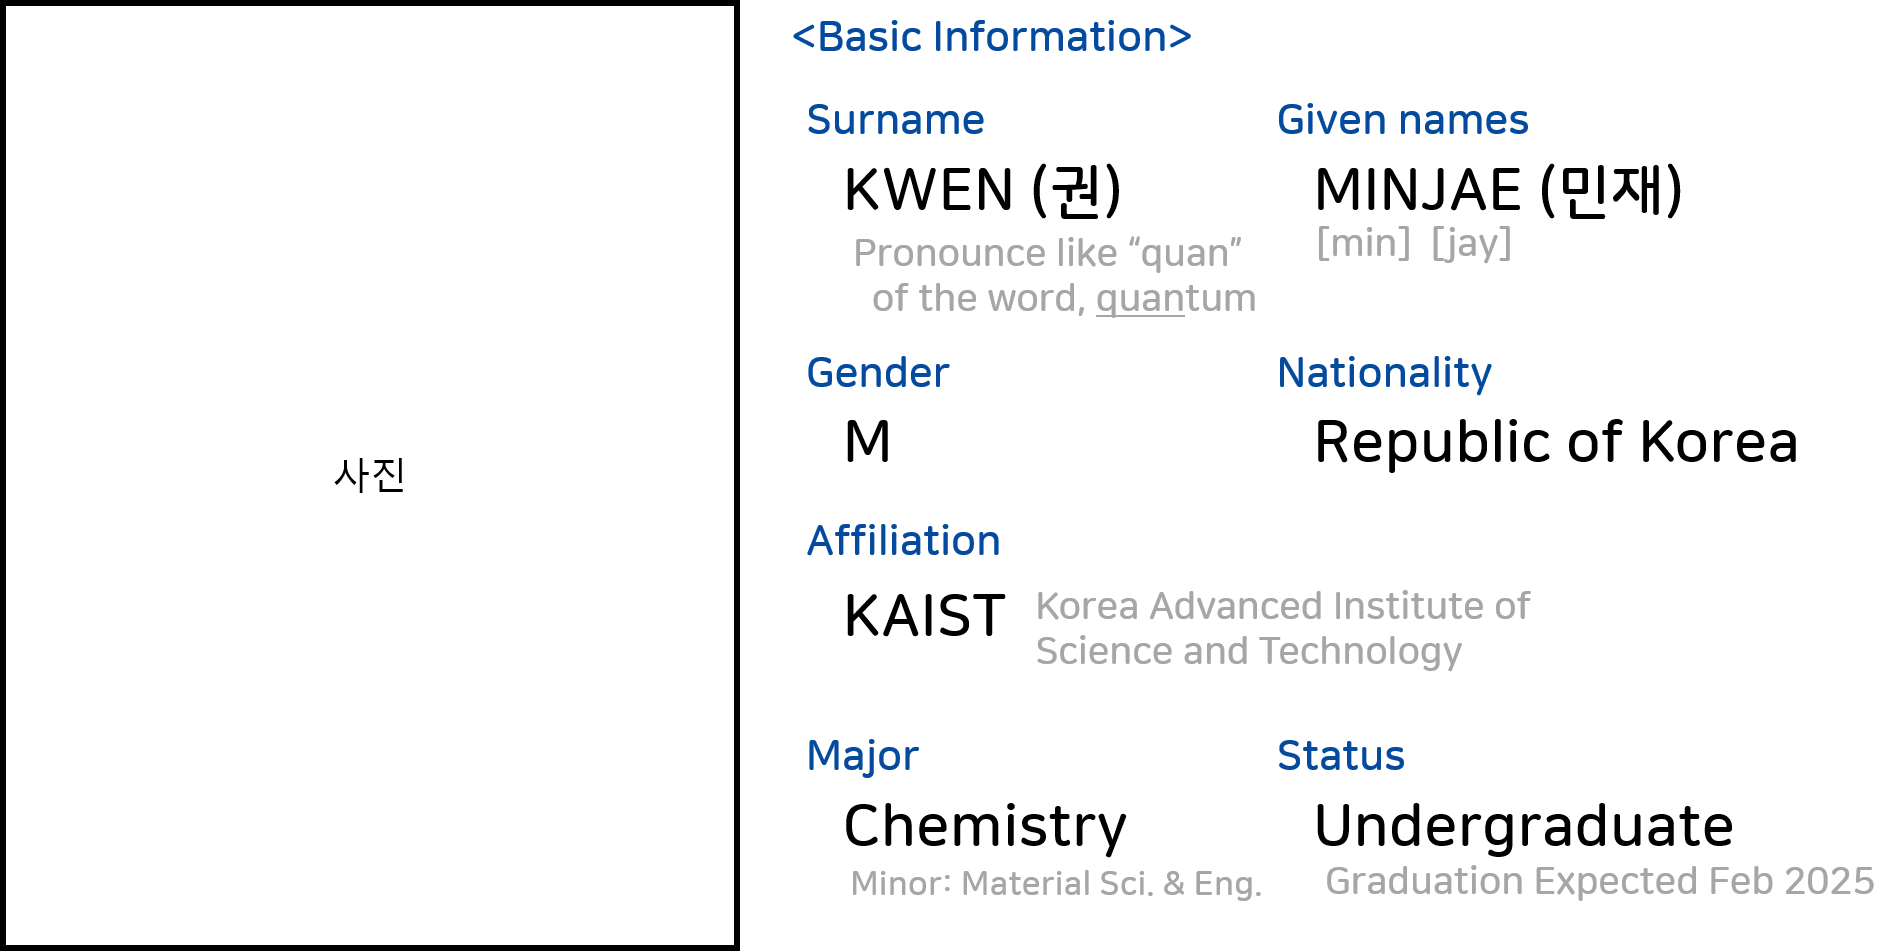 사진
<Basic Information>
Surname
KWEN (권)
Pronounce like “quan”
of the word, quantum
Given names
MINJAE (민재)
[min] [jay]
Gender
M
Nationality
Republic of Korea
Affiliation
KAIST
Korea Advanced Institute of
Science and Technology
Major
Chemistry
Minor: Material Sci. & Eng.
Status
Undergraduate
Graduation Expected Feb 2025